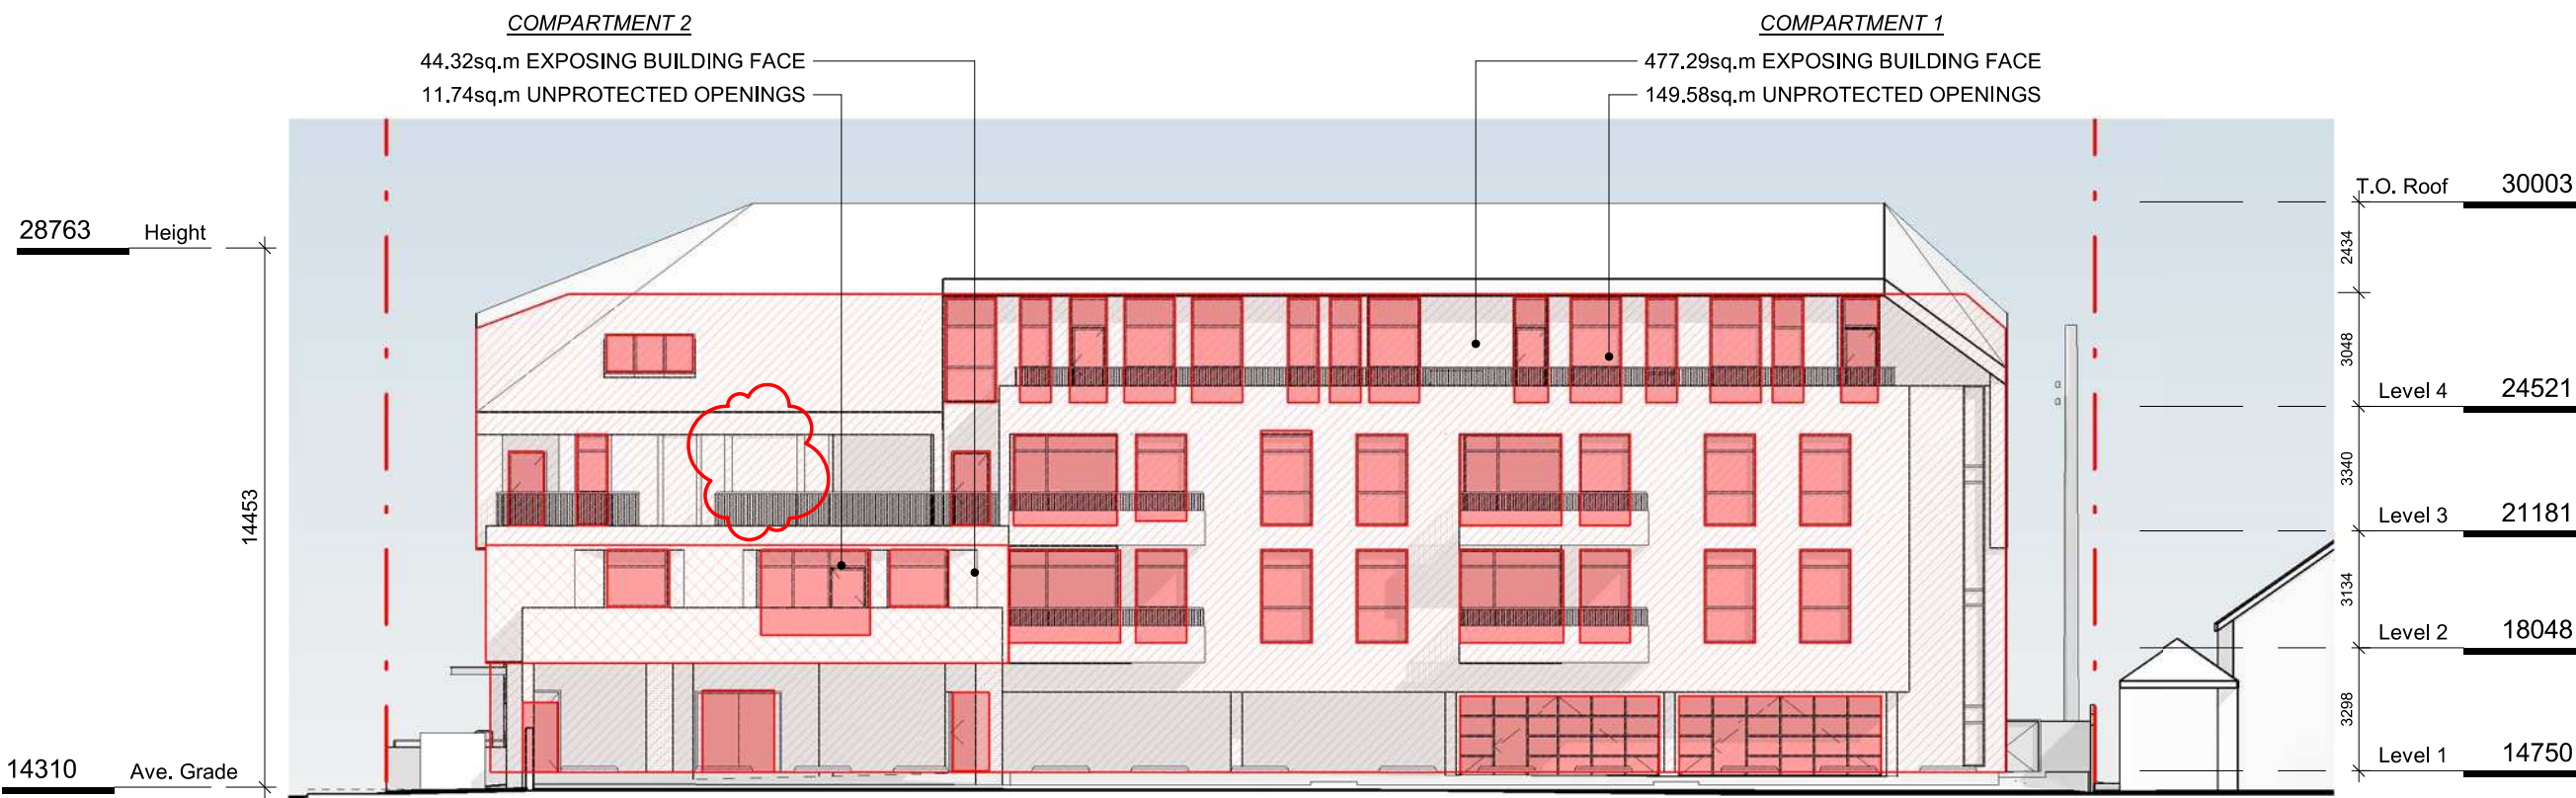 COMPARTMENT 2
44.32sq.m EXPOSING BUILDING FACE
11.74sq.m UNPROTECTED OPENINGS
COMPARTMENT 1
477.29sq.m EXPOSING BUILDING FACE
149.58sq.m UNPROTECTED OPENINGS
28763 Height
14453
14310 Ave. Grade
T.O. Roof 30003
2434
3048
Level 4 24521
3340
Level 3 21181
3134
Level 2 18048
3298
Level 1 14750